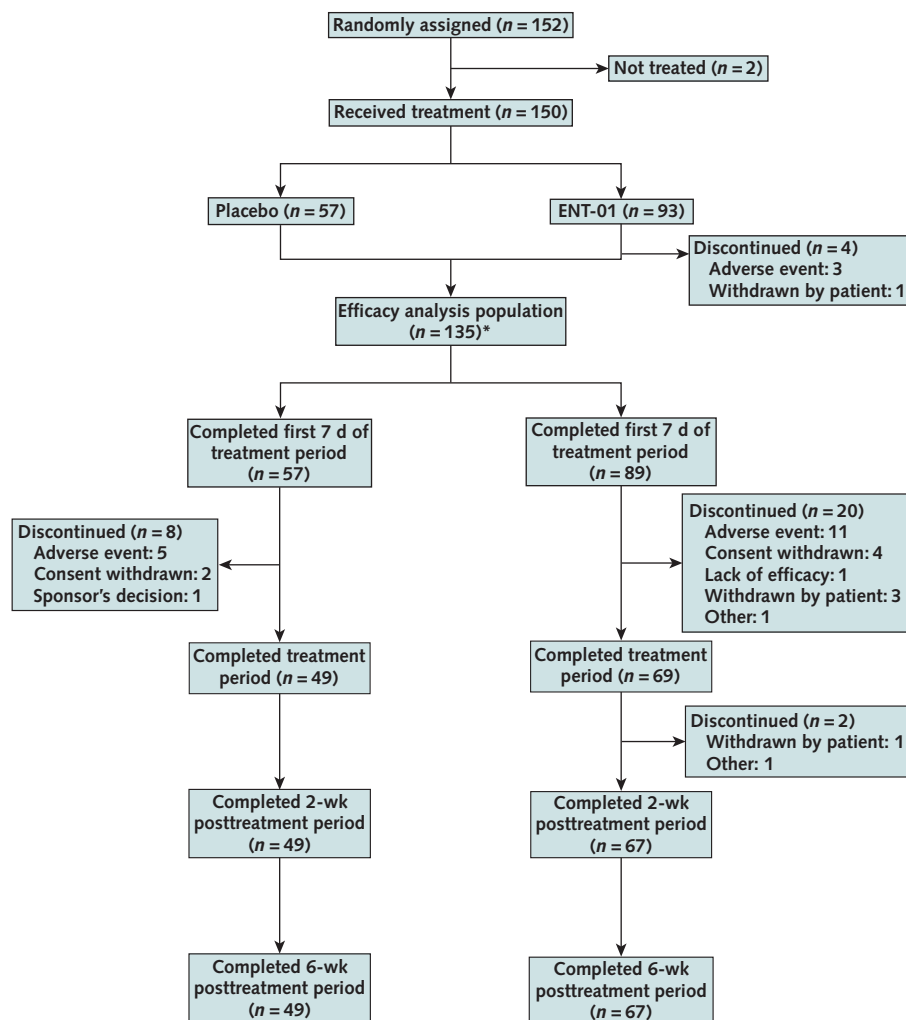 Randomly assigned (n = 152)
Not treated (n = 2)
Received treatment (n = 150)
Placebo (n = 57)
ENT-01 (n = 93)
Discontinued (n = 4)
Adverse event: 3
Withdrawn by patient: 1
Efficacy analysis population
(n = 135)*
Completed first 7 d of
treatment period
(n = 57)
Completed first 7 d of
treatment period
(n = 89)
Discontinued (n = 8)
Adverse event: 5
Consent withdrawn: 2
Sponsor's decision: 1
Discontinued (n = 20)
Adverse event: 11
Consent withdrawn: 4
Lack of efficacy: 1
Withdrawn by patient: 3
Other: 1
Completed treatment
period (n = 49)
Completed treatment
period (n = 69)
Discontinued (n = 2)
Withdrawn by patient: 1
Other: 1
Completed 2-wk
posttreatment period
(n = 49)
Completed 2-wk
posttreatment period
(n = 67)
Completed 6-wk
posttreatment period
(n = 49)
Completed 6-wk
posttreatment period
(n = 67)